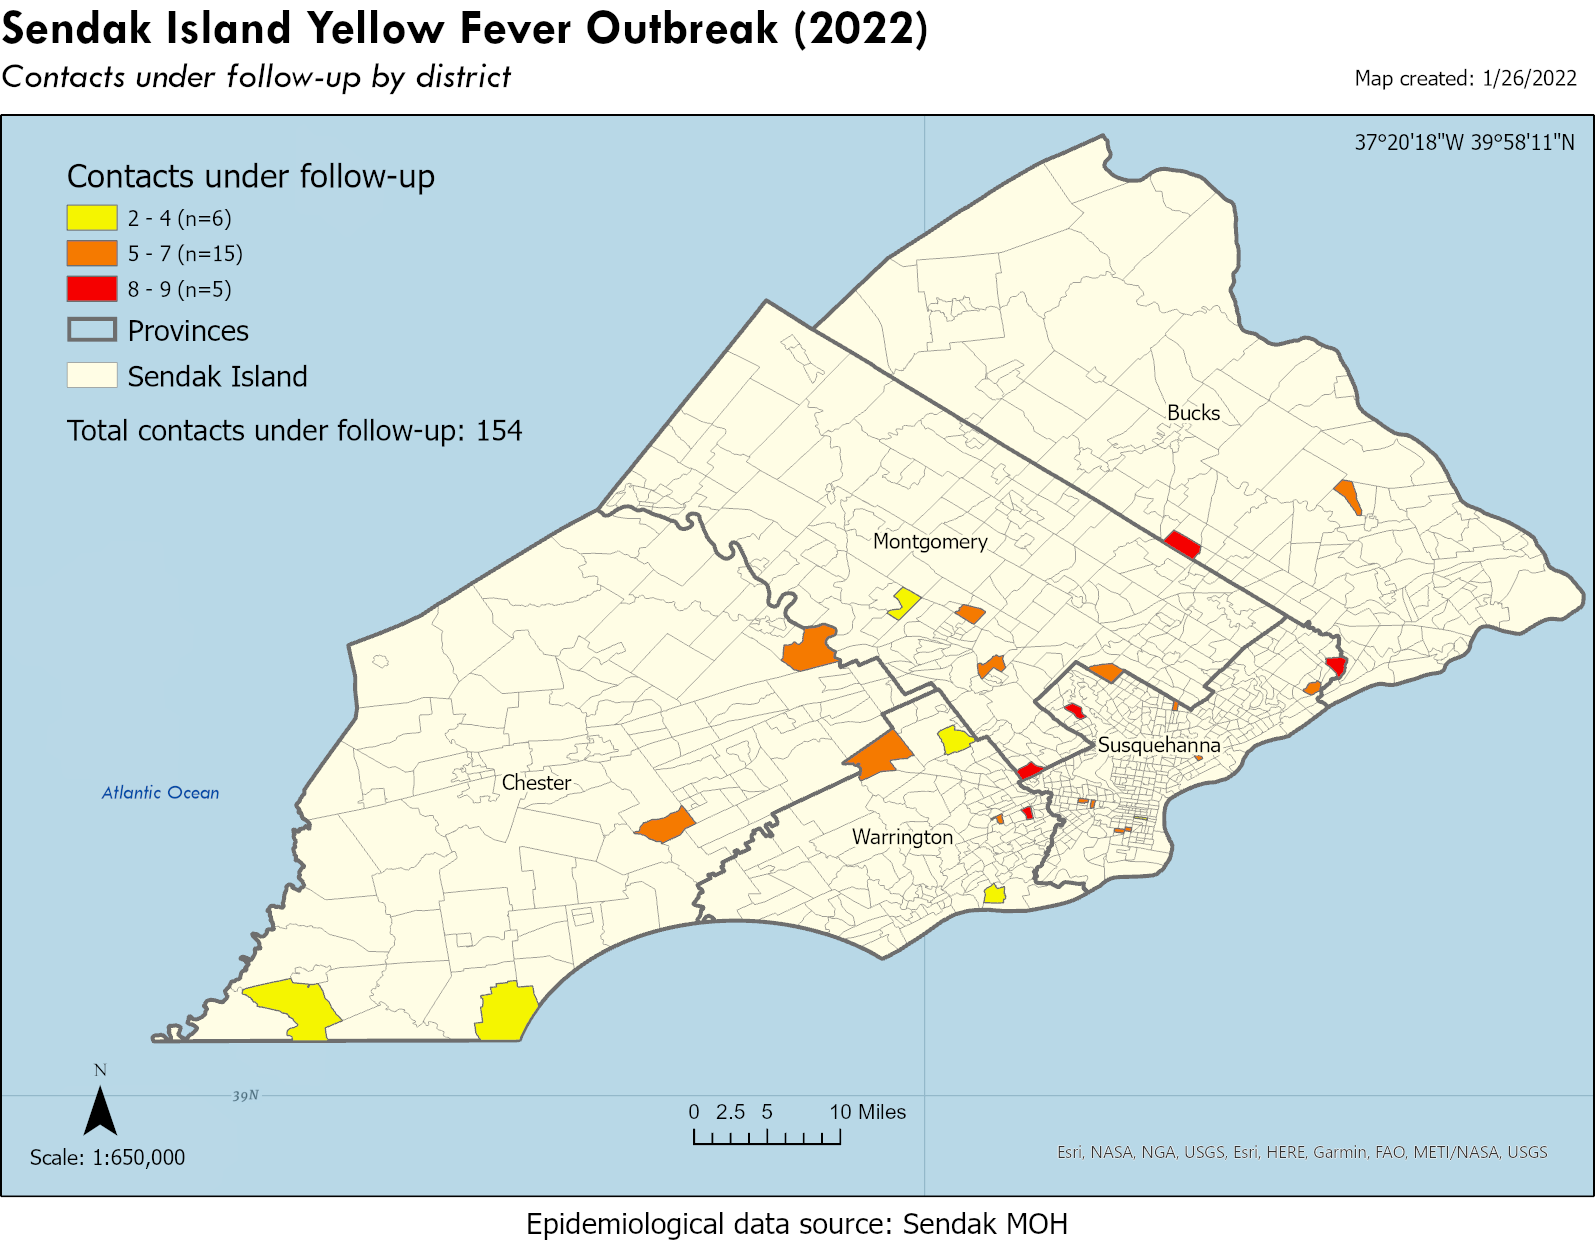 Sendak Island Yellow Fever Outbreak (2022)
Contacts under follow-up by district
Map created: 1/26/2022
37°20'18"W 39°58'11"N
Contacts under follow-up
2 - 4 (n=6)
5 - 7 (n=15)
8 - 9 (n=5)
Provinces
Sendak Island
Total contacts under follow-up: 154
Bucks
Montgomery
Susquehanna
Chester
Atlantic Ocean
Warrington
N
39N
0 2.5 5 10 Miles
Scale: 1:650,000
Esri, NASA, NGA, USGS, Esri, HERE, Garmin, FAO, METI/NASA, USGS
Epidemiological data source: Sendak MOH